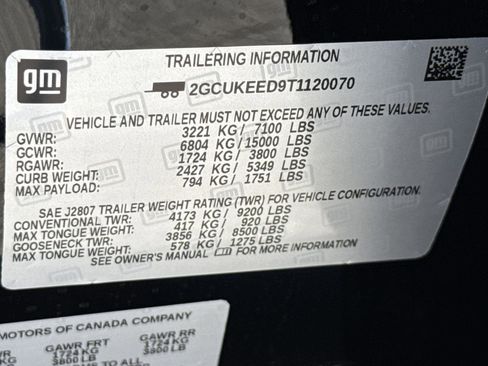 gm
TRAILERING INFORMATION
2GCUKEED9T1120070
VEHICLE AND TRAILER MUST NOT EXCEED ANY OF THESE VALUES.
GVWR: 3221 KG / 7100 LBS
GCWR: 6804 KG / 15000 LBS
RGAWR: 1724 KG / 3800 LBS
CURB WEIGHT: 2427 KG / 5349 LBS
MAX PAYLOAD: 794 KG / 1751 LBS
SAE J2807 TRAILER WEIGHT RATING (TWR) FOR VEHICLE CONFIGURATION.
CONVENTIONAL TWR: 4173 KG / 9200 LBS
MAX TONGUE WEIGHT: 417 KG / 920 LBS
GOOSENECK TWR: 3856 KG / 8500 LBS
MAX TONGUE WEIGHT: 578 KG / 1275 LBS
SEE OWNER'S MANUAL FOR MORE INFORMATION
MOTORS OF CANADA COMPANY
GAWR FRT GAWR RR
1724 KG 1724 KG
3800 LB 3800 LB